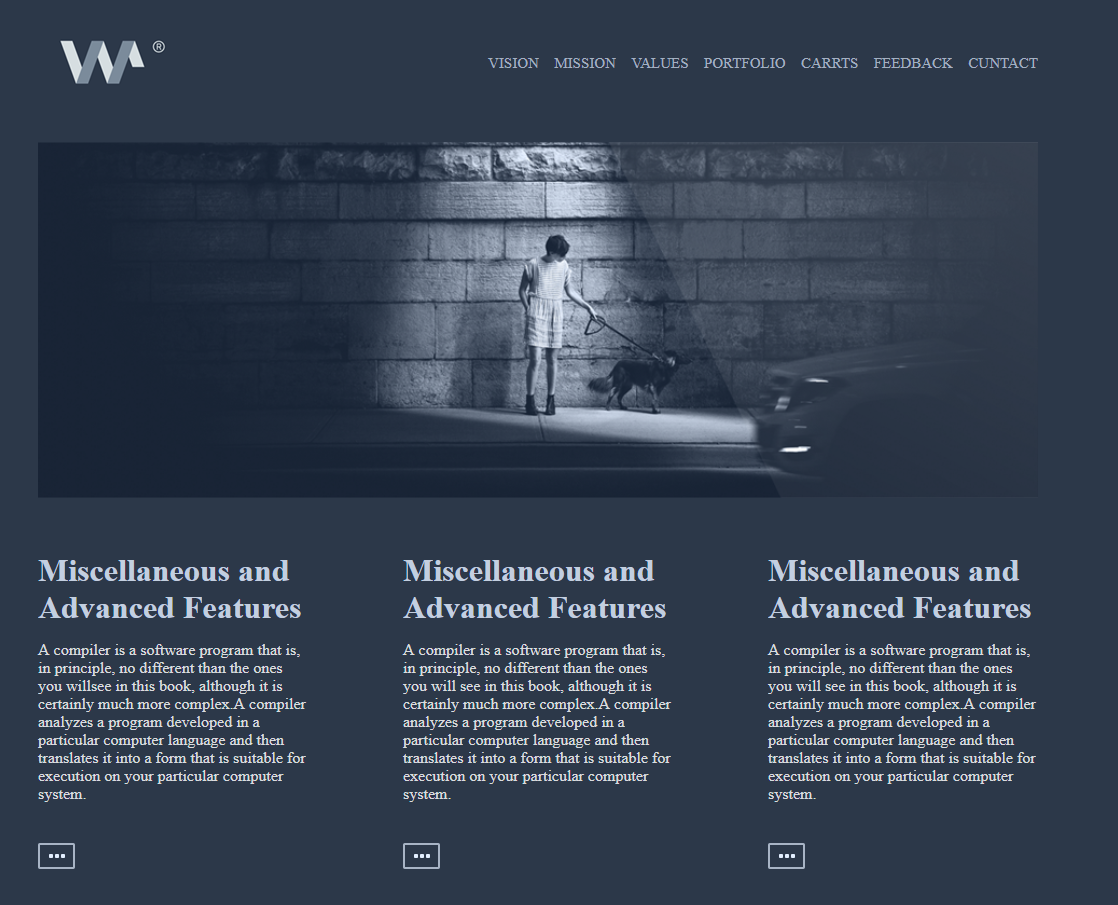 WA ®
VISION MISSION VALUES PORTFOLIO CARRTS FEEDBACK CUNTACT
Miscellaneous and
Advanced Features
A compiler is a software program that is,
in principle, no different than the ones
you willsee in this book, although it is
certainly much more complex.A compiler
analyzes a program developed in a
particular computer language and then
translates it into a form that is suitable for
execution on your particular computer
system.
Miscellaneous and
Advanced Features
A compiler is a software program that is,
in principle, no different than the ones
you will see in this book, although it is
certainly much more complex.A compiler
analyzes a program developed in a
particular computer language and then
translates it into a form that is suitable for
execution on your particular computer
system.
Miscellaneous and
Advanced Features
A compiler is a software program that is,
in principle, no different than the ones
you will see in this book, although it is
certainly much more complex.A compiler
analyzes a program developed in a
particular computer language and then
translates it into a form that is suitable for
execution on your particular computer
system.